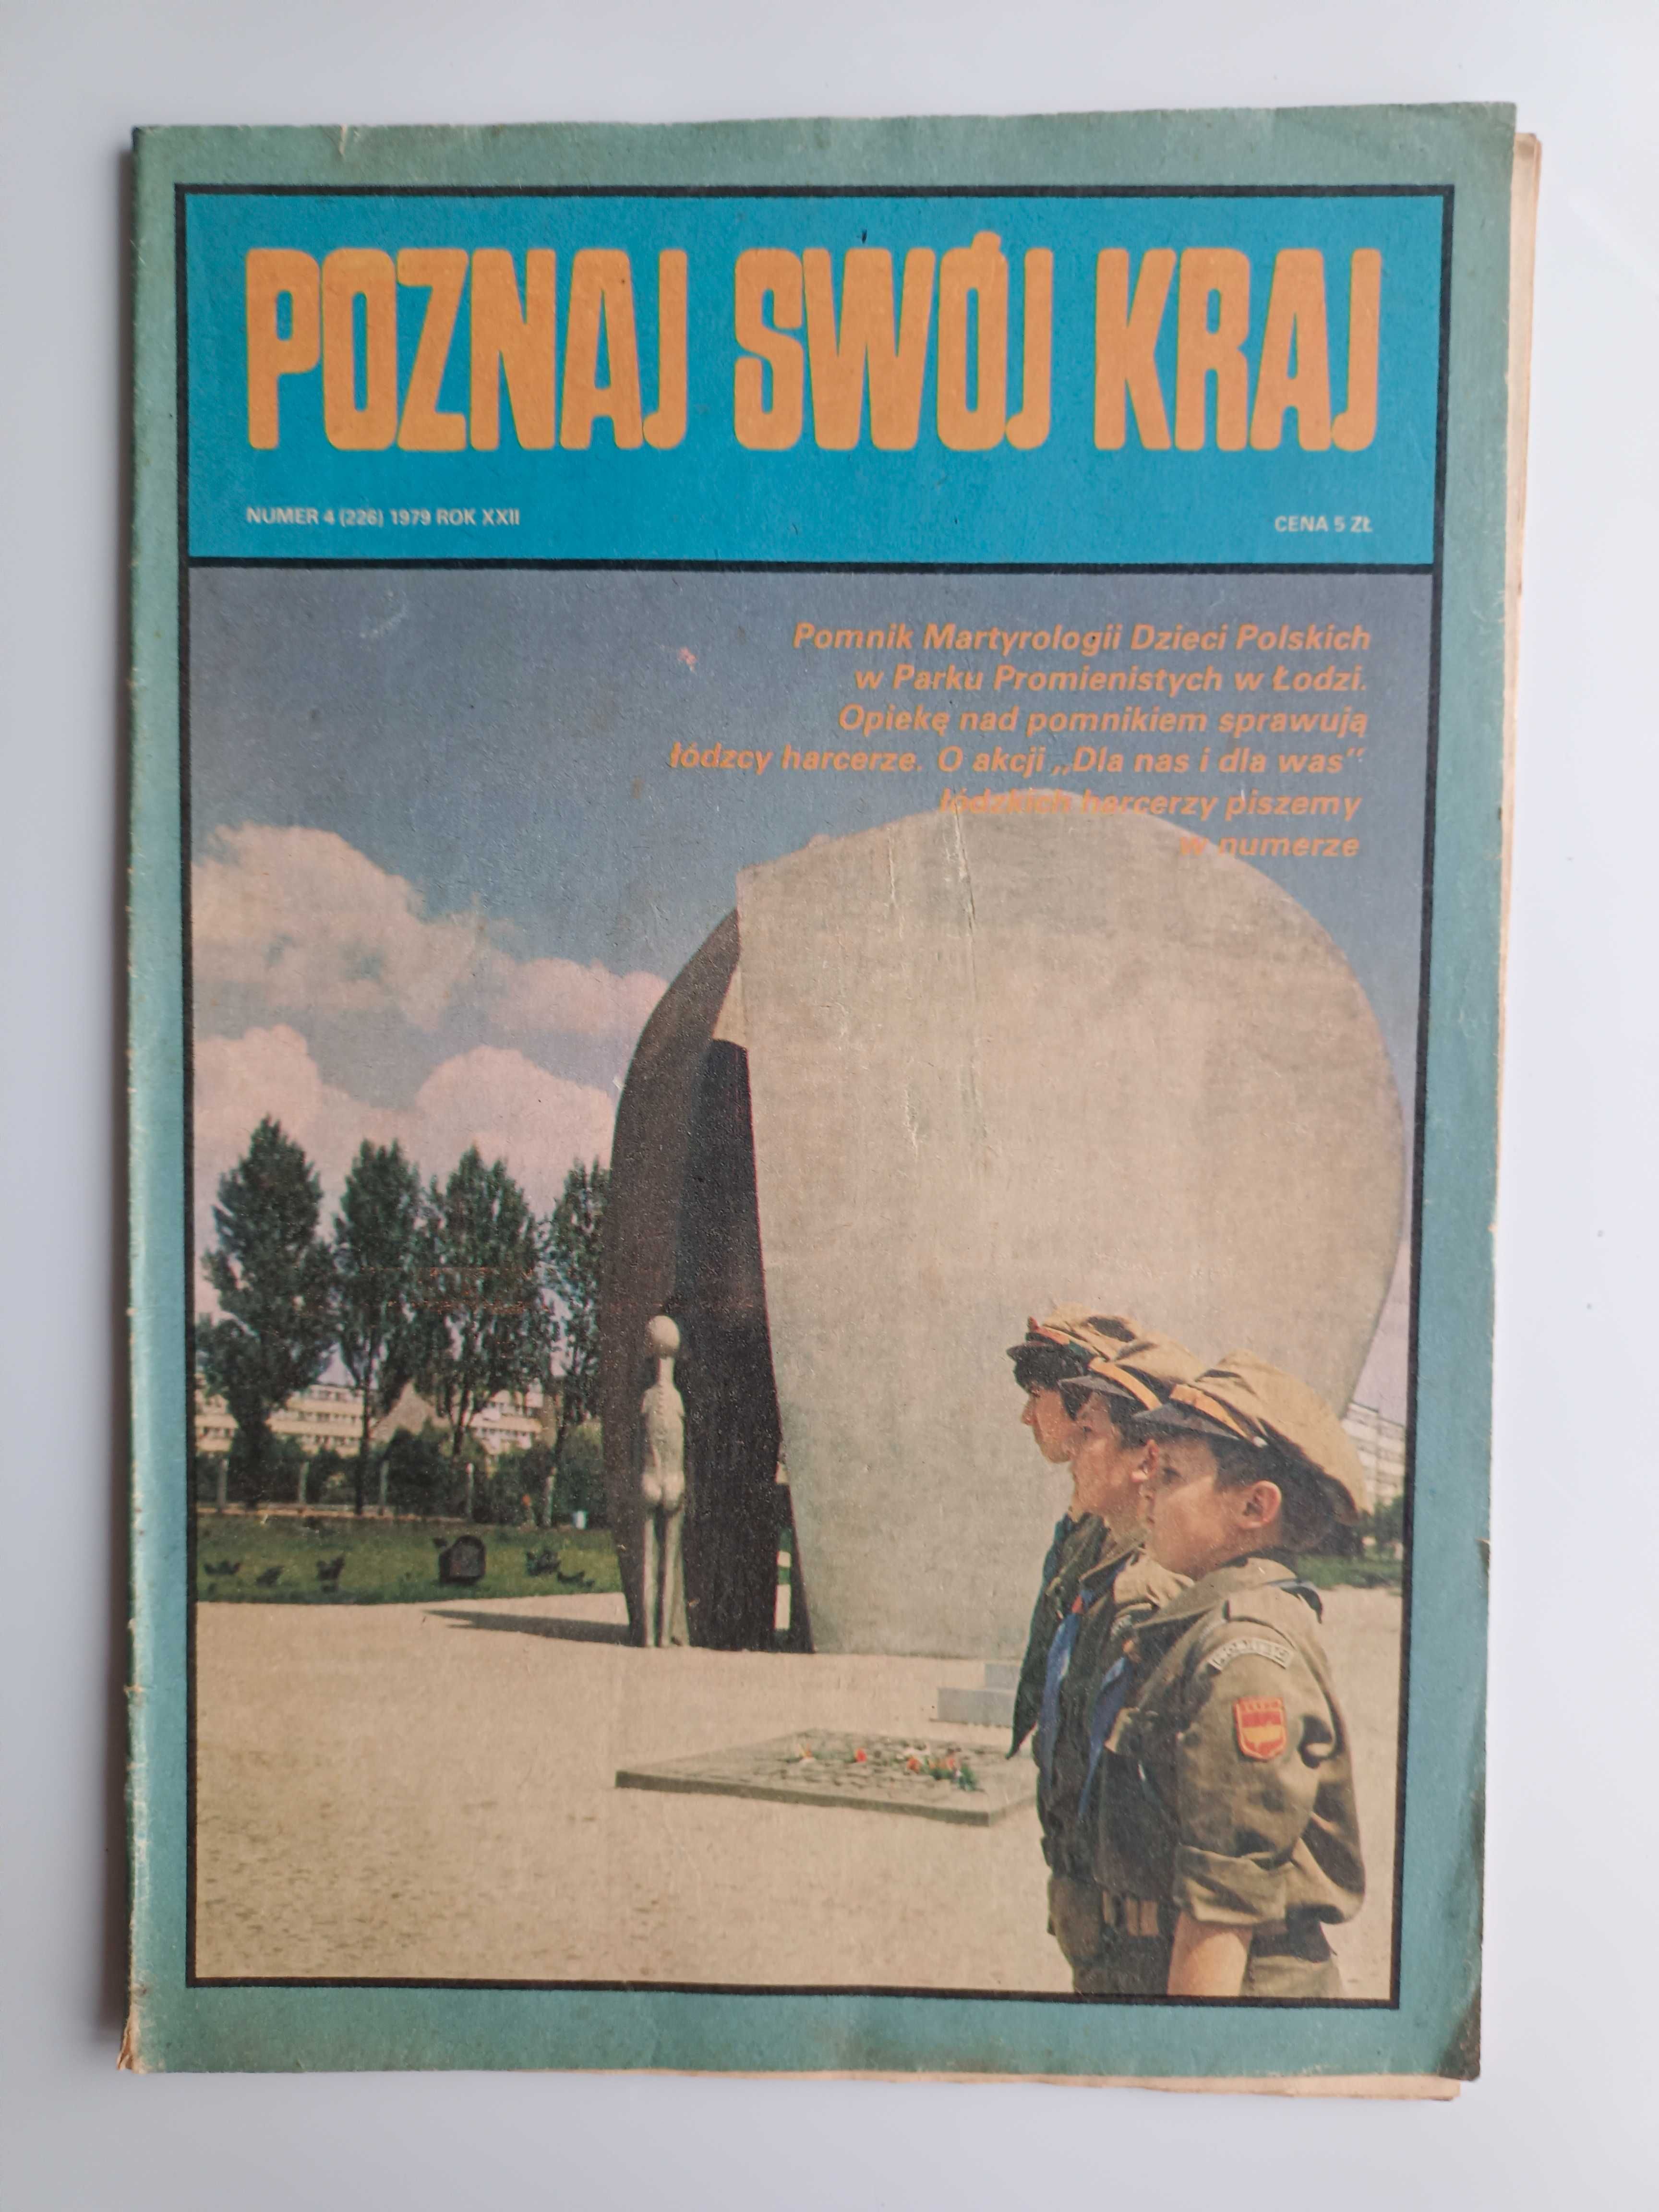 POZNAJ SWÓJ KRAJ
NUMER 4 (226) 1979 ROK XXII
CENA 5 ZŁ
Pomnik Martyrologii Dzieci Polskich
w Parku Promienistych w Łodzi.
Opiekę nad pomnikiem sprawują
łódzcy harcerze. O akcji „Dla nas i dla was”
łódzkich harcerzy piszemy
w numerze